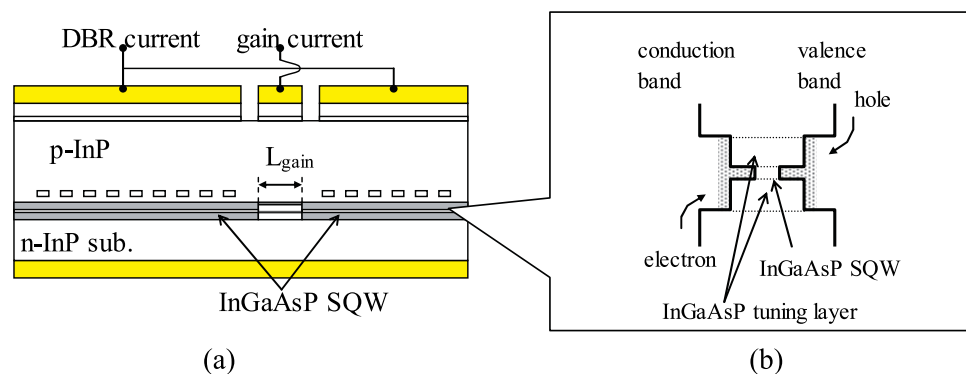 DBR current
gain current
p-InP
Lgain
n-InP sub.
InGaAsP SQW
(a)
conduction
band
valence
band
hole
electron
InGaAsP SQW
InGaAsP tuning layer
(b)